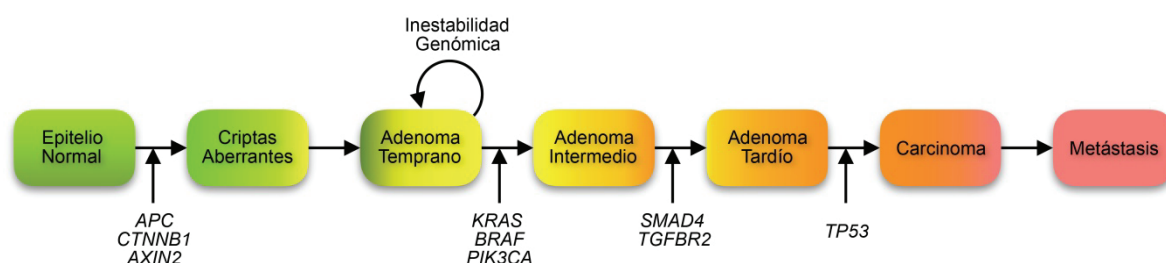 Inestabilidad
Genómica
Epitelio
Normal
Criptas
Aberrantes
Adenoma
Temprano
Adenoma
Intermedio
Adenoma
Tardío
Carcinoma
Metástasis
APC
CTNNB1
AXIN2
KRAS
BRAF
PIK3CA
SMAD4
TGFBR2
TP53